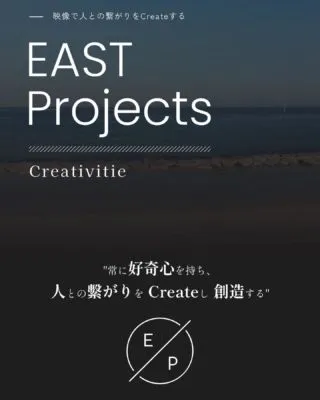 映像で人との繋がりをCreateする
EAST
Projects
Creativitie
"常に好奇心を持ち、
人との繋がりを Createし 創造する"
E
P